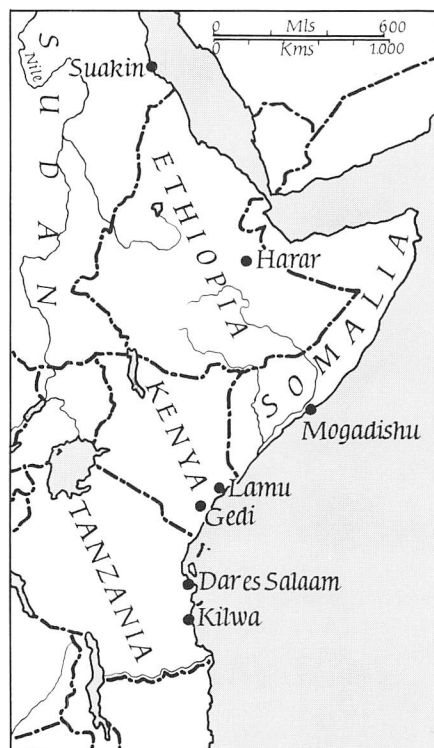 0 Mls 600
0 Kms 1.000
Nile
SUDAN
Suakin
ETHIOPIA
Harar
SOMALIA
Mogadishu
KENYA
Lamu
Gedi
TANZANIA
Dar es Salaam
Kilwa